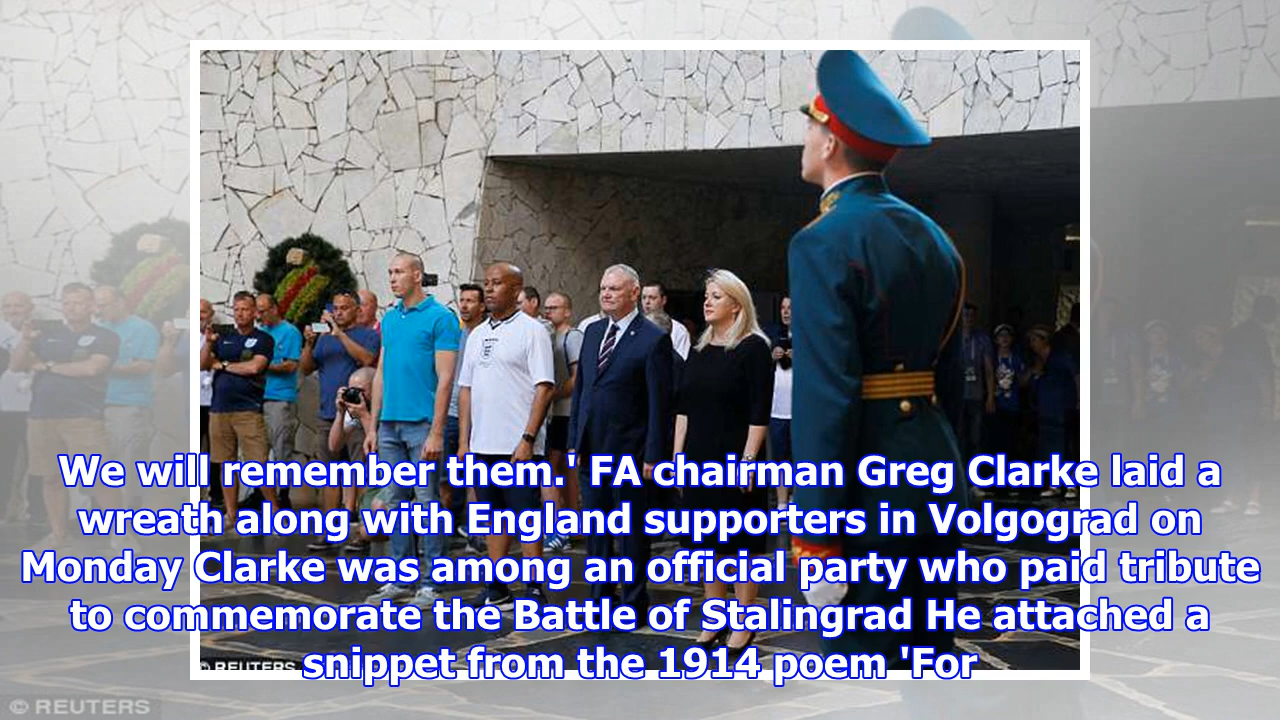 We will remember them.' FA chairman Greg Clarke laid a
wreath along with England supporters in Volgograd on
Monday Clarke was among an official party who paid tribute
to commemorate the Battle of Stalingrad He attached a
snippet from the 1914 poem 'For
© REUTERS
© REUTERS